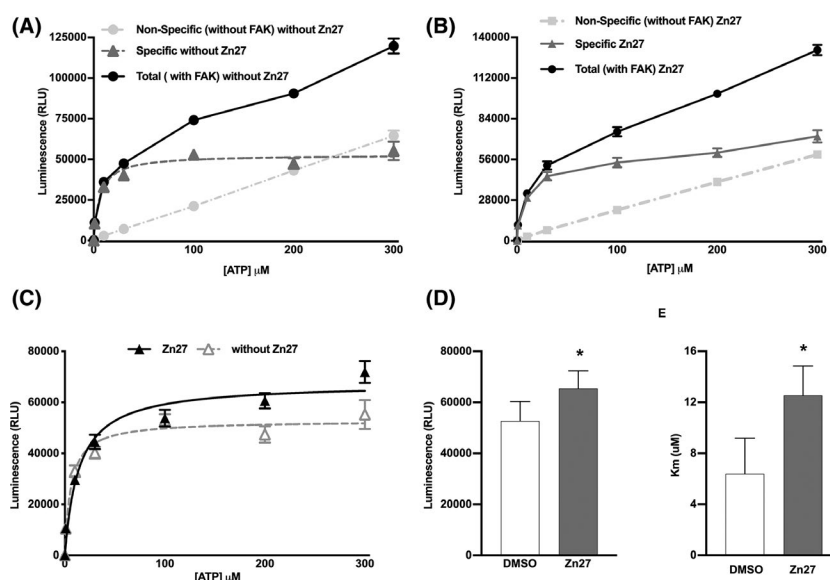 (A)
Non-Specific (without FAK) without Zn27
Specific without Zn27
Total ( with FAK) without Zn27
Luminescence (RLU)
125000
100000
75000
50000
25000
0
0
100
200
300
[ATP] μM
(B)
Non-Specific (without FAK) Zn27
Specific Zn27
Total (with FAK) Zn27
Luminescence (RLU)
140000
112000
84000
56000
28000
0
0
100
200
300
[ATP] μM
(C)
Zn27
without Zn27
Luminescence (RLU)
80000
60000
40000
20000
0
0
100
200
300
[ATP] μM
(D)
Luminescence (RLU)
80000
60000
40000
20000
0
*
DMSO
Zn27
E
Km (uM)
16
12
8
4
0
*
DMSO
Zn27